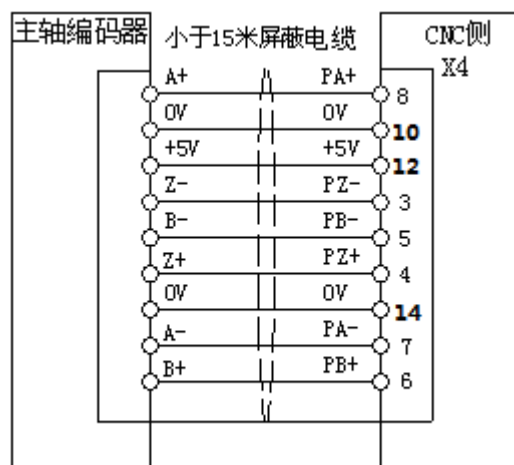 主轴编码器 小于15米屏蔽电缆 CNC侧
X4
A+ PA+ 8
0V 0V 10
+5V +5V 12
Z- PZ- 3
B- PB- 5
Z+ PZ+ 4
0V 0V 14
A- PA- 7
B+ PB+ 6